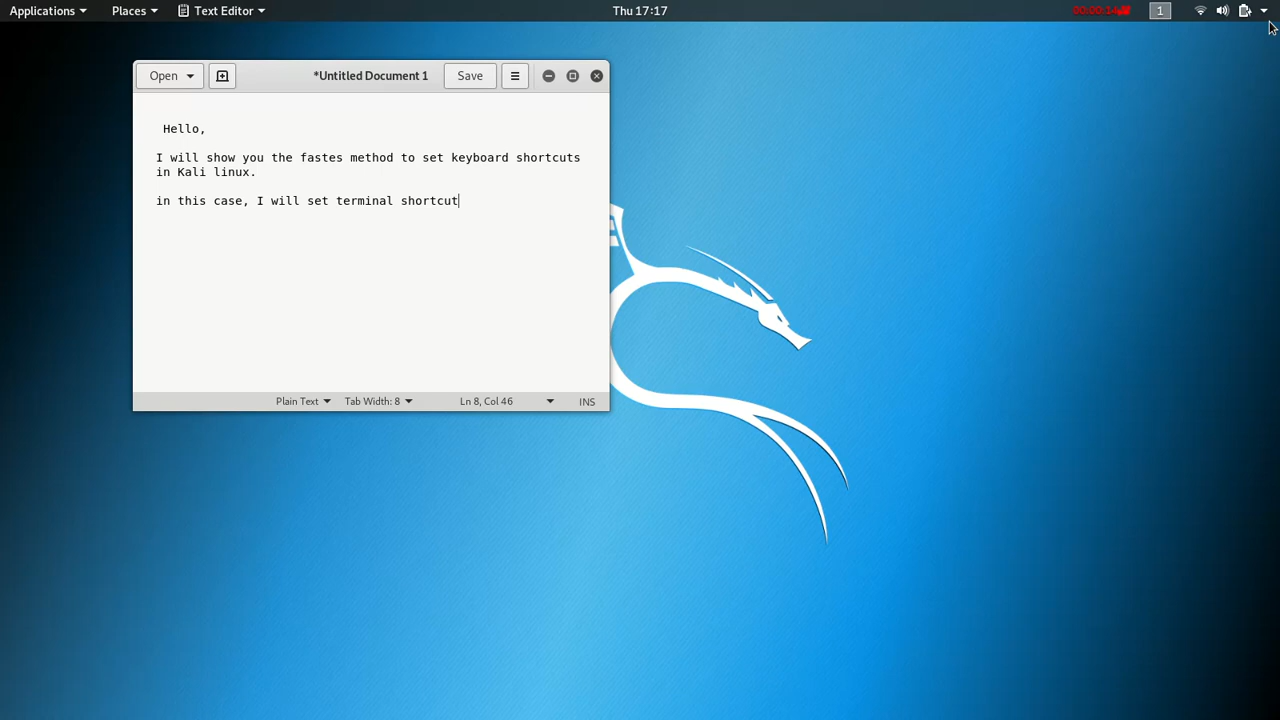 Applications Places Text Editor Thu 17:17 1
Open *Untitled Document 1 Save
Hello,
I will show you the fastes method to set keyboard shortcuts
in Kali linux.
in this case, I will set terminal shortcut
Plain Text Tab Width: 8 Ln 8, Col 46 INS